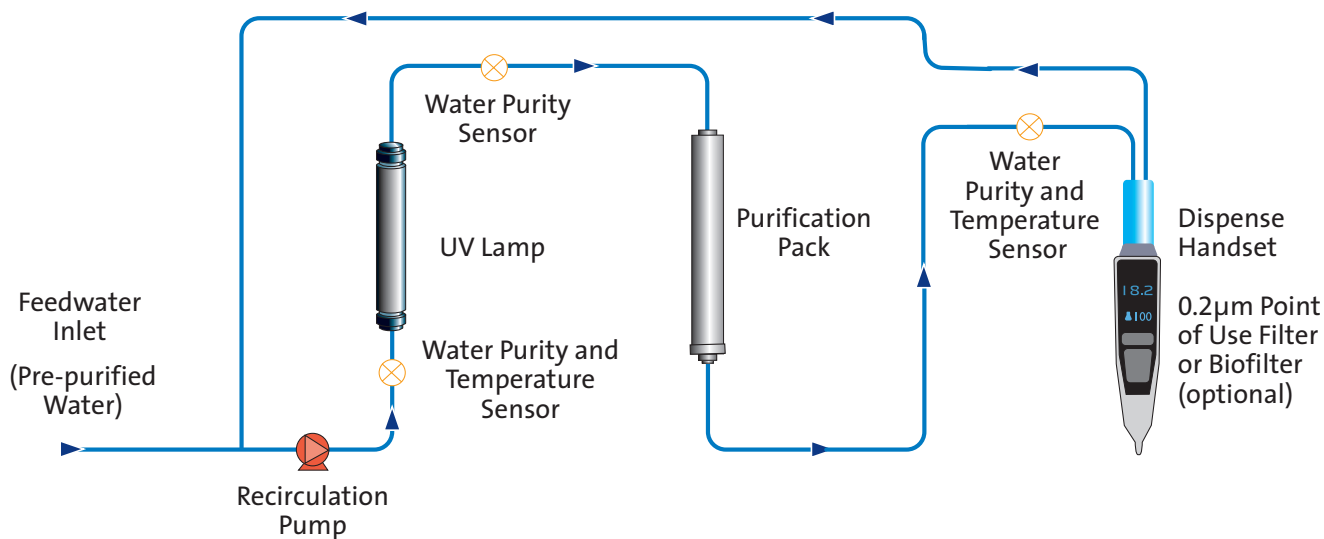 Water Purity
Sensor
UV Lamp
Purification
Pack
Water
Purity and
Temperature
Sensor
Dispense
Handset
18.2
100
0.2µm Point
of Use Filter
or Biofilter
(optional)
Feedwater
Inlet
(Pre-purified
Water)
Water Purity and
Temperature
Sensor
Recirculation
Pump